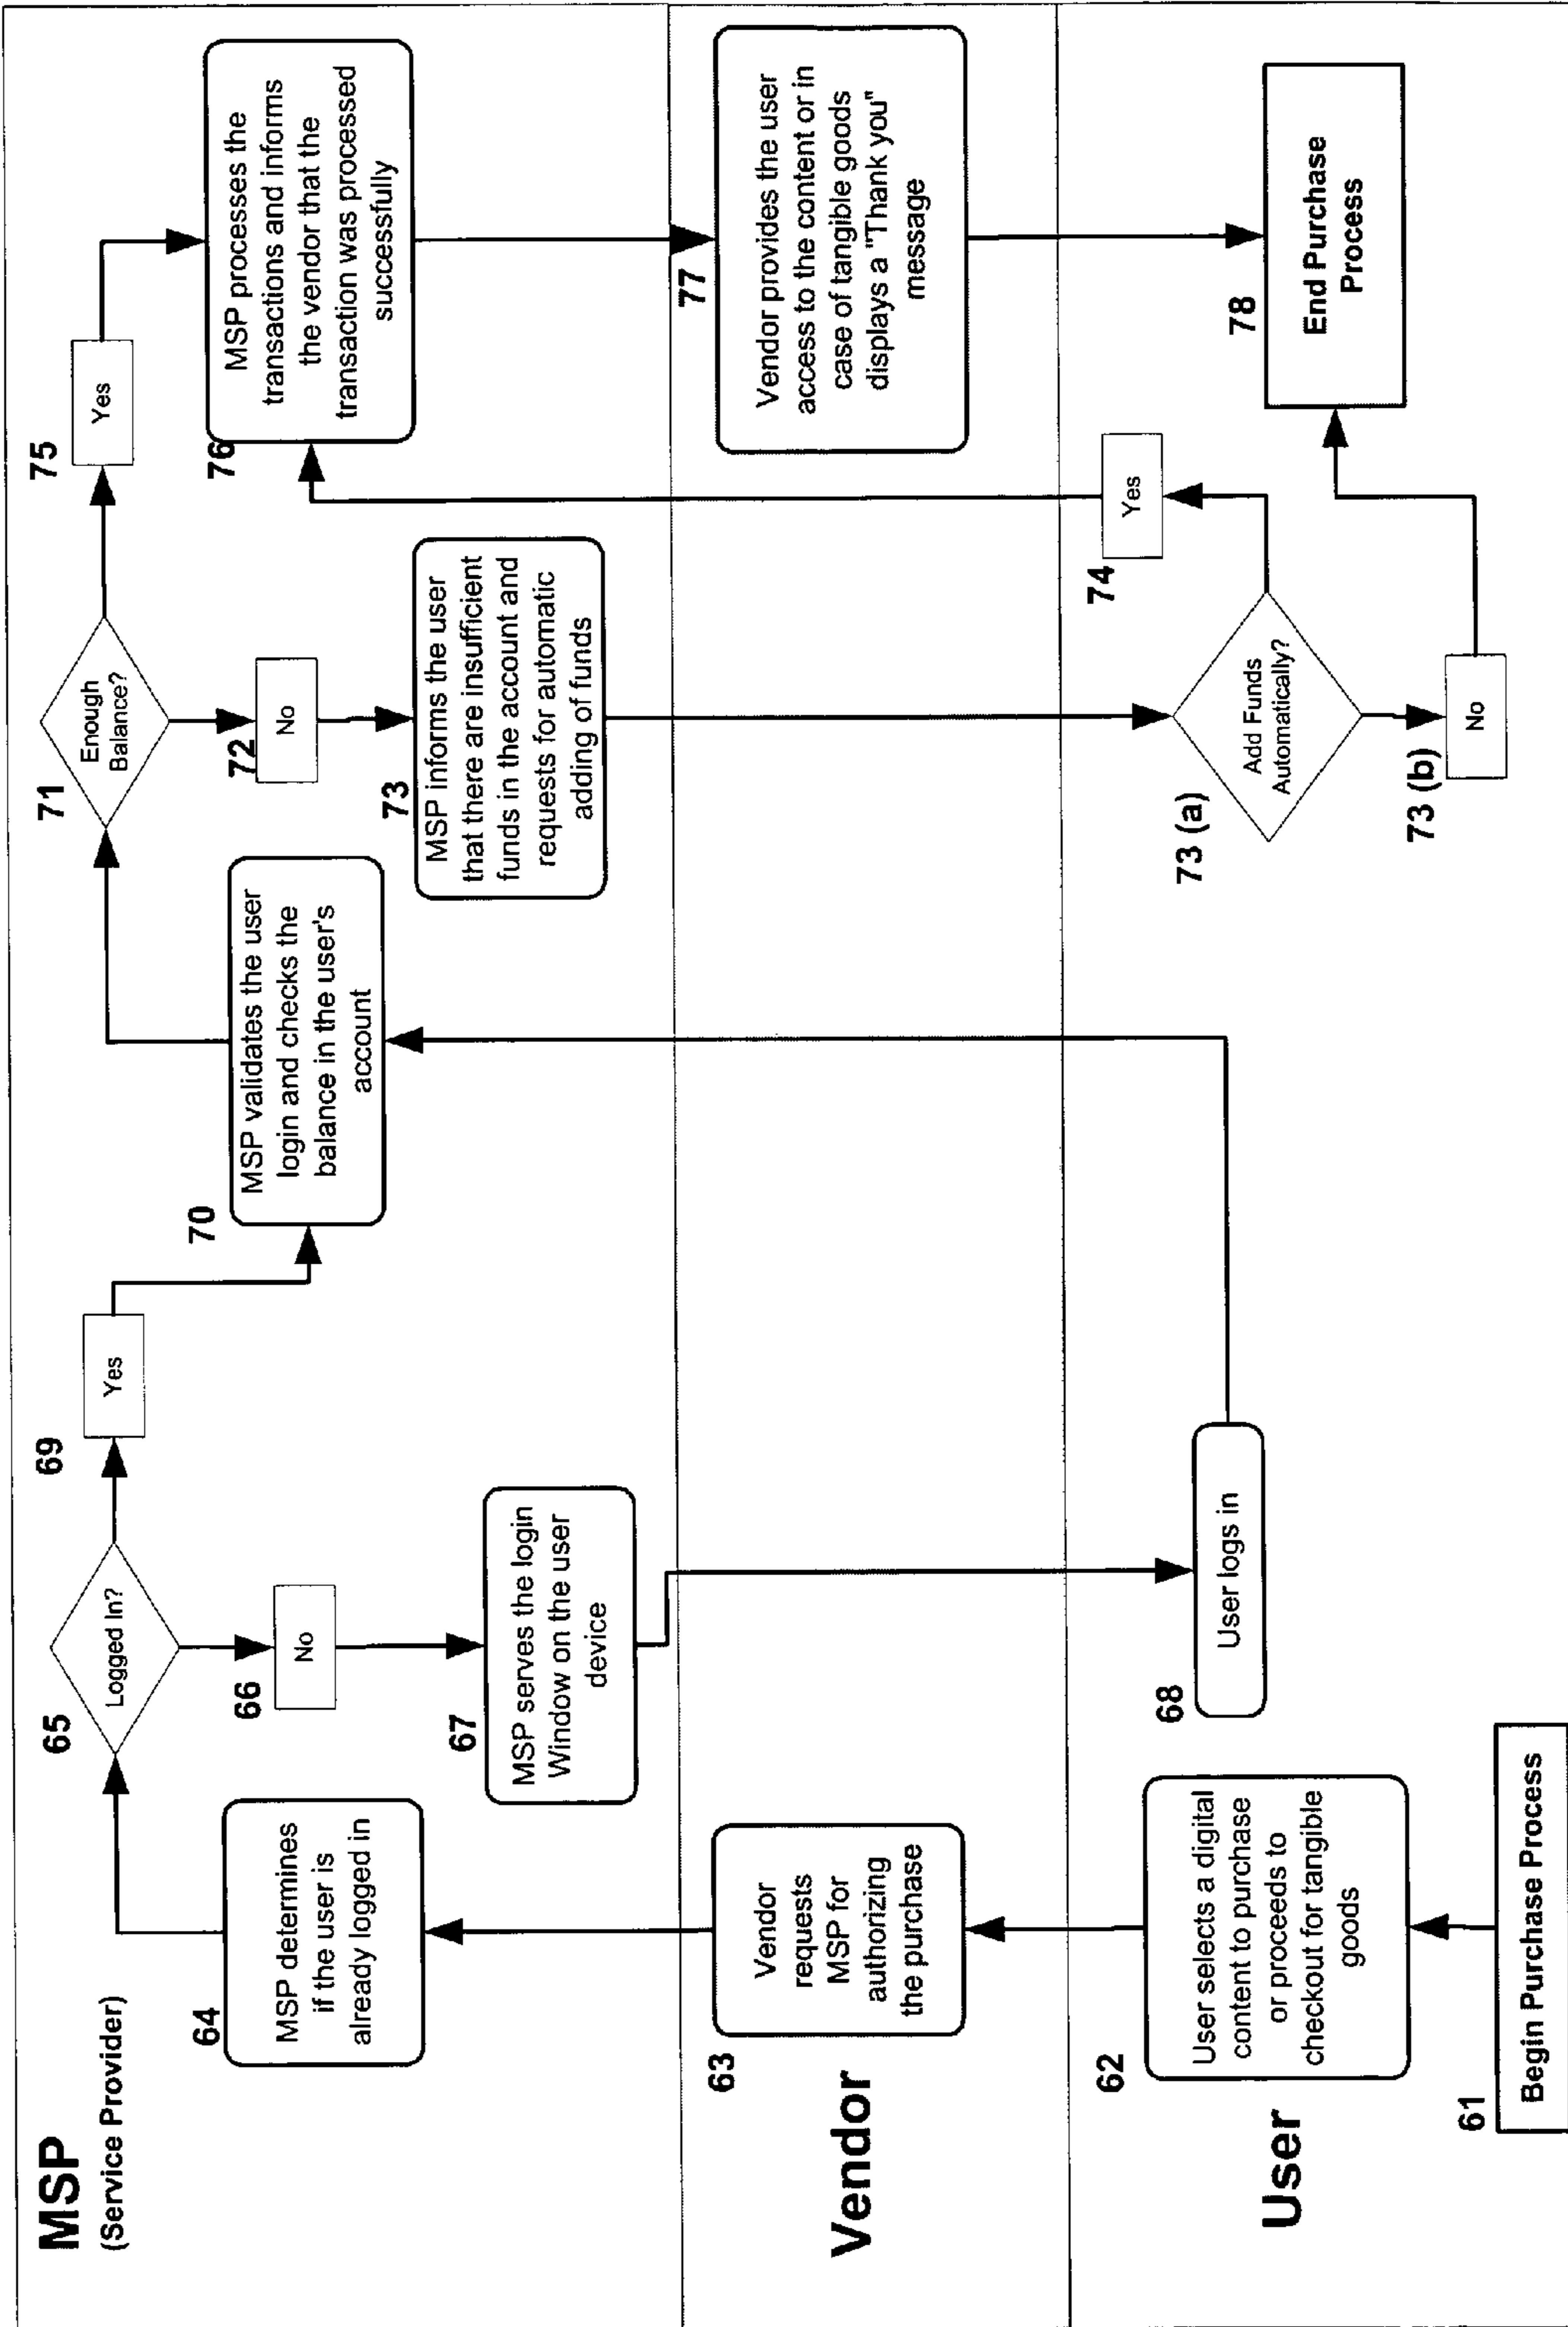 MSP
(Service Provider)
64
MSP determines
if the user is
already logged in
65
Logged In?
66
No
67
MSP serves the login
Window on the user
device
69
Yes
70
MSP validates the user
login and checks the
balance in the user's
account
71
Enough
Balance?
72
No
73
MSP informs the user
that there are insufficient
funds in the account and
requests for automatic
adding of funds
75
Yes
76
MSP processes the
transactions and informs
the vendor that the
transaction was processed
successfully
Vendor
63
Vendor
requests
MSP for
authorizing
the purchase
77
Vendor provides the user
access to the content or in
case of tangible goods
displays a "Thank you"
message
User
61
Begin Purchase Process
62
User selects a digital
content to purchase
or proceeds to
checkout for tangible
goods
68
User logs in
73 (a)
Add Funds
Automatically?
73 (b)
No
74
Yes
78
End Purchase
Process